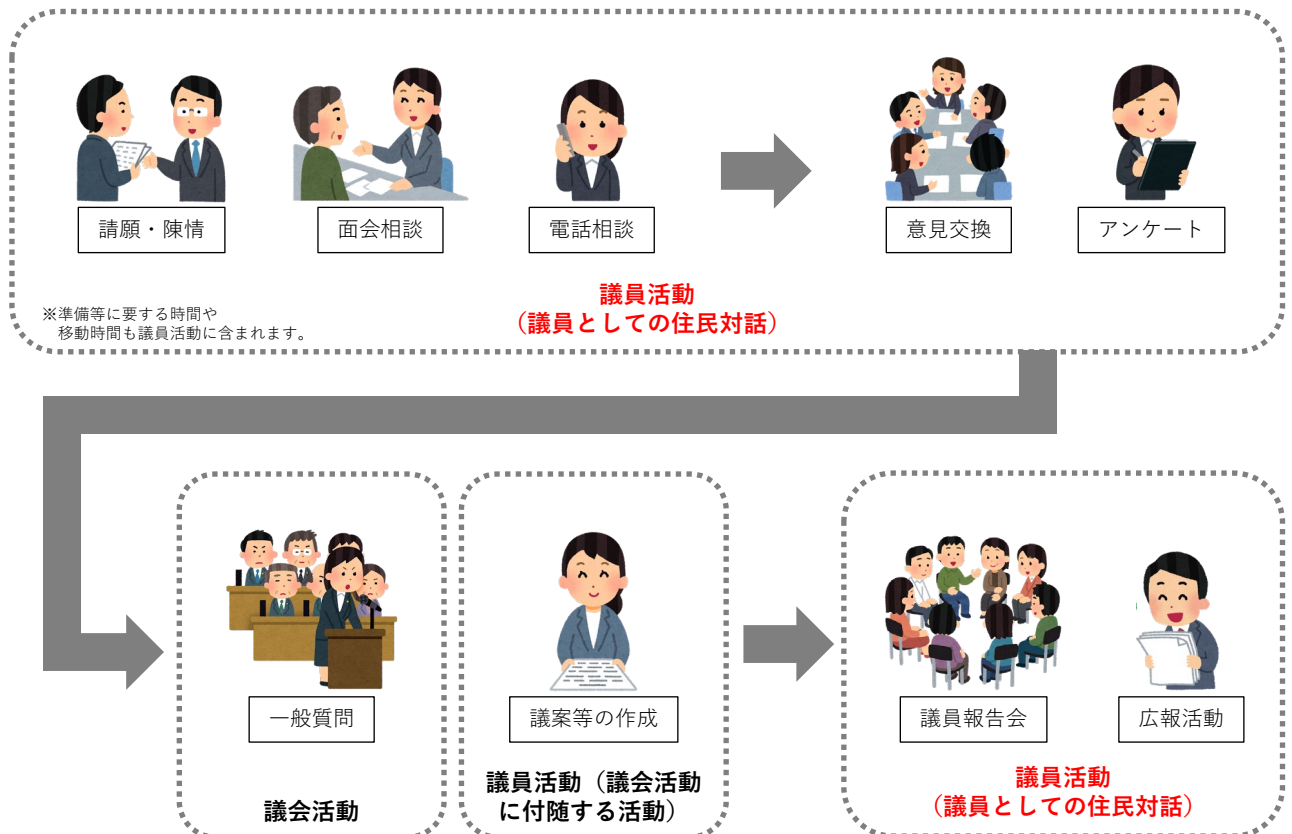 請願・陳情
面会相談
電話相談
意見交換
アンケート
議員活動
（議員としての住民対話）
※準備等に要する時間や
移動時間も議員活動に含まれます。
一般質問
議案等の作成
議員報告会
広報活動
議会活動
議員活動（議会活動
に付随する活動）
議員活動
（議員としての住民対話）